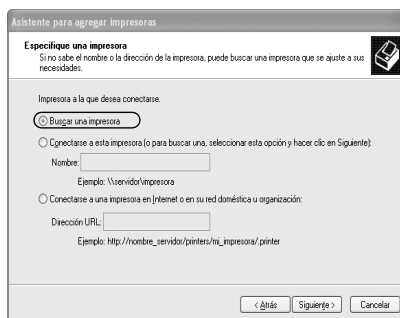 Asistente para agregar impresoras
Especifique una impresora
Si no sabe el nombre o la dirección de la impresora, puede buscar una impresora que se ajuste a sus
necesidades.
Impresora a la que desea conectarse.
Buscar una impresora
Conectarse a esta impresora (o para buscar una, seleccionar esta opción y hacer clic en Siguiente):
Nombre:
Ejemplo: \\servidor\impresora
Conectarse a una impresora en Internet o en su red doméstica u organización:
Dirección URL:
Ejemplo: http://nombre_servidor/printers/mi_impresora/.printer
< Atrás Siguiente > Cancelar